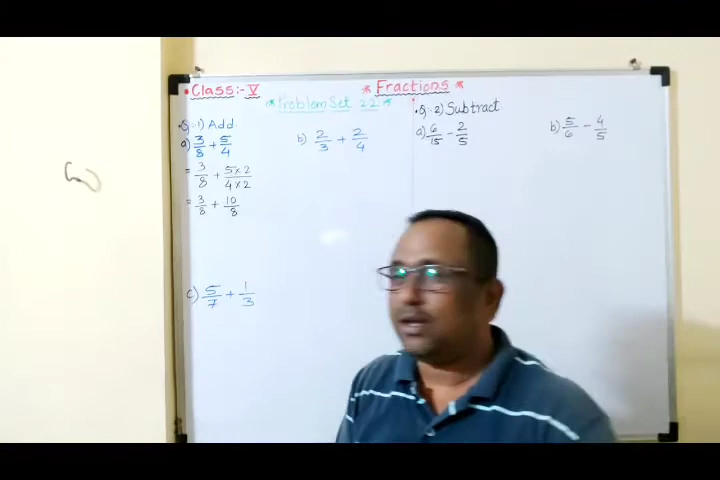 • Class:- V
* Fractions *
* Problem Set 22 *
• Q.:-1) Add
a) 3/8 + 5/4
= 3/8 + 5×2/4×2
= 3/8 + 10/8
b) 2/3 + 2/4
c) 5/7 + 1/3
• Q.:-2) Subtract
a) 6/15 - 2/5
b) 5/6 - 4/5